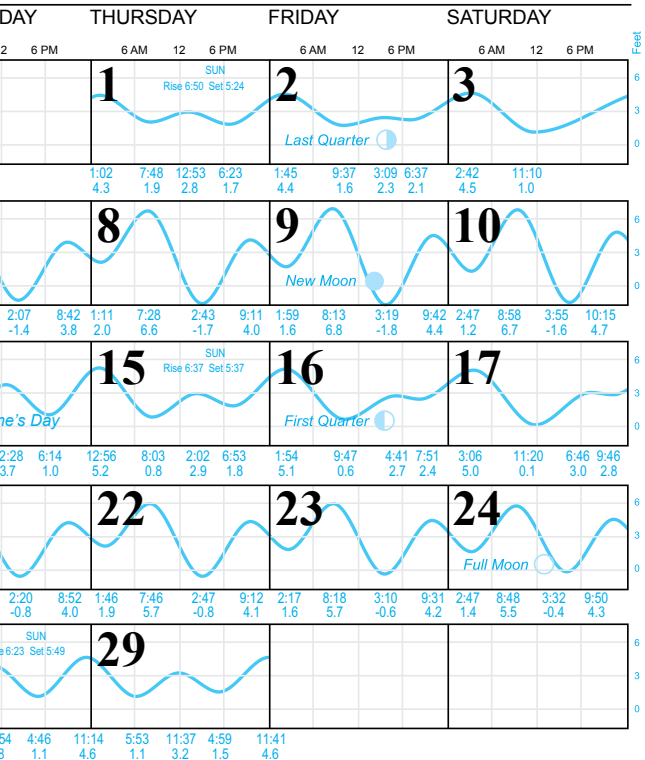 DAY THURSDAY FRIDAY SATURDAY
2 6 PM 6 AM 12 6 PM 6 AM 12 6 PM 6 AM 12 6 PM Feet
1 SUN 2 3 6
Rise 6:50 Set 5:24
3
Last Quarter 0
1:02 7:48 12:53 6:23 1:45 9:37 3:09 6:37 2:42 11:10
4.3 1.9 2.8 1.7 4.4 1.6 2.3 2.1 4.5 1.0
8 9 10 6
3
New Moon 0
2:07 8:42 1:11 7:28 2:43 9:11 1:59 8:13 3:19 9:42 2:47 8:58 3:55 10:15
-1.4 3.8 2.0 6.6 -1.7 4.0 1.6 6.8 -1.8 4.4 1.2 6.7 -1.6 4.7
15 SUN 16 17 6
Rise 6:37 Set 5:37
3
ne's Day First Quarter 0
2:28 6:14 12:56 8:03 2:02 6:53 1:54 9:47 4:41 7:51 3:06 11:20 6:46 9:46
3.7 1.0 5.2 0.8 2.9 1.8 5.1 0.6 2.7 2.4 5.0 0.1 3.0 2.8
22 23 24 6
3
Full Moon 0
2:20 8:52 1:46 7:46 2:47 9:12 2:17 8:18 3:10 9:31 2:47 8:48 3:32 9:50
-0.8 4.0 1.9 5.7 -0.8 4.1 1.6 5.7 -0.6 4.2 1.4 5.5 -0.4 4.3
SUN 29 6
e 6:23 Set 5:49
3
0
54 4:46 11:14 5:53 11:37 4:59 11:41
8 1.1 4.6 1.1 3.2 1.5 4.6